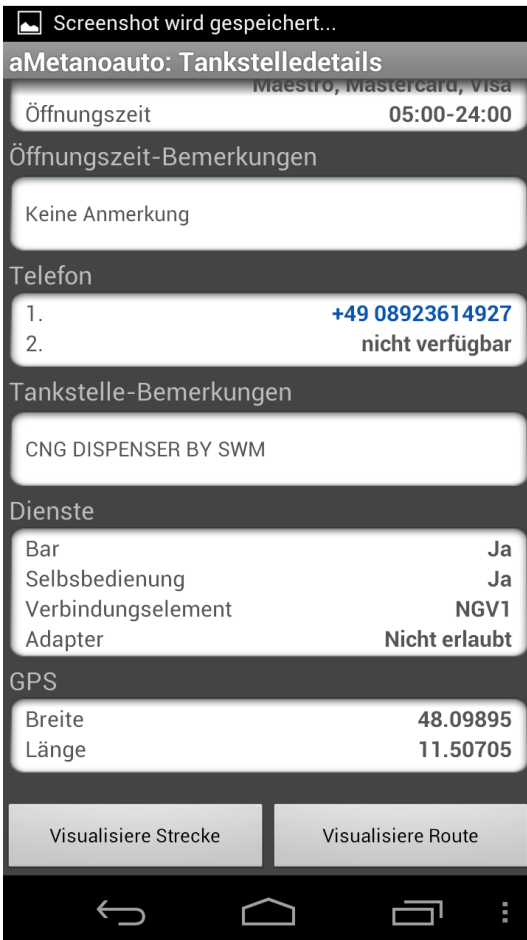 Screenshot wird gespeichert...
aMetanoauto: Tankstelledetails
Maestro, Mastercard, Visa
Öffnungszeit 05:00-24:00
Öffnungszeit-Bemerkungen
Keine Anmerkung
Telefon
1. +49 08923614927
2. nicht verfügbar
Tankstelle-Bemerkungen
CNG DISPENSER BY SWM
Dienste
Bar Ja
Selbsbedienung Ja
Verbindungselement NGV1
Adapter Nicht erlaubt
GPS
Breite 48.09895
Länge 11.50705
Visualisiere Strecke Visualisiere Route